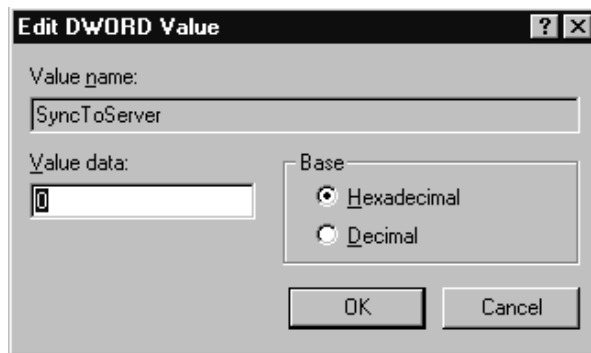 Edit DWORD Value
Value name:
SyncToServer
Value data:
0
Base
Hexadecimal
Decimal
OK
Cancel